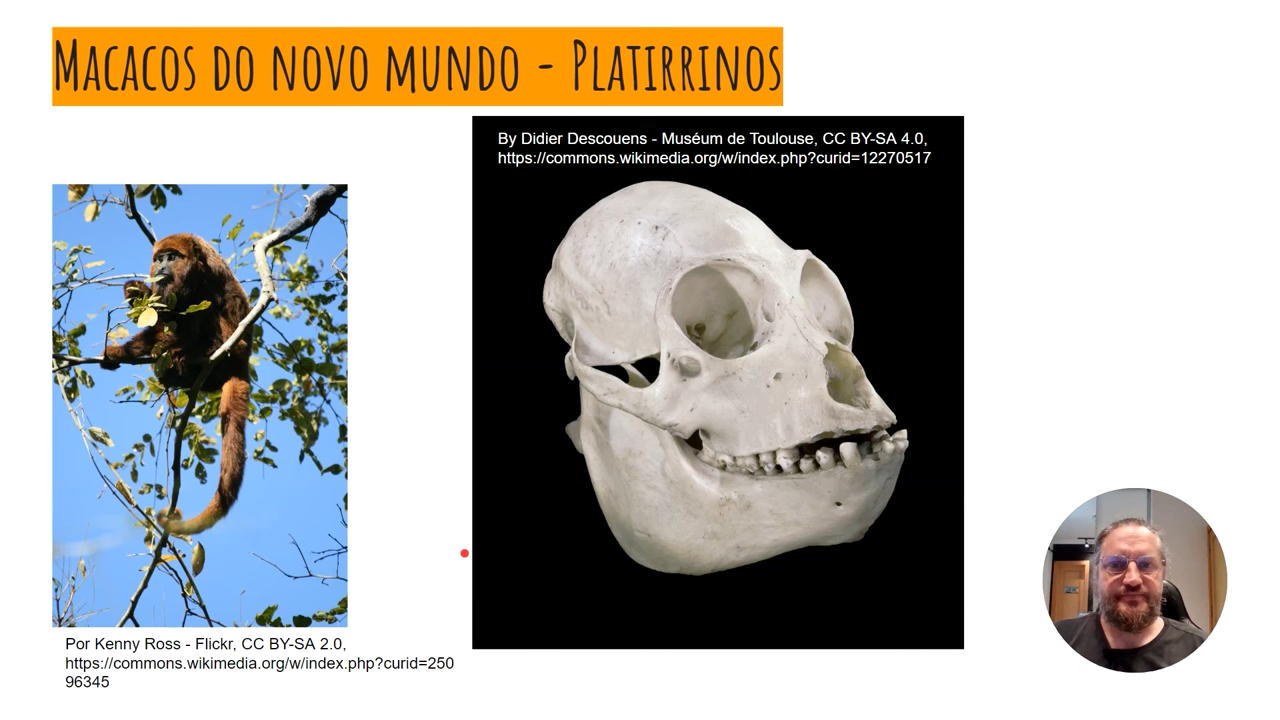 Macacos do novo mundo - Platirrinos
By Didier Descouens - Muséum de Toulouse, CC BY-SA 4.0,
https://commons.wikimedia.org/w/index.php?curid=12270517
Por Kenny Ross - Flickr, CC BY-SA 2.0,
https://commons.wikimedia.org/w/index.php?curid=250
96345